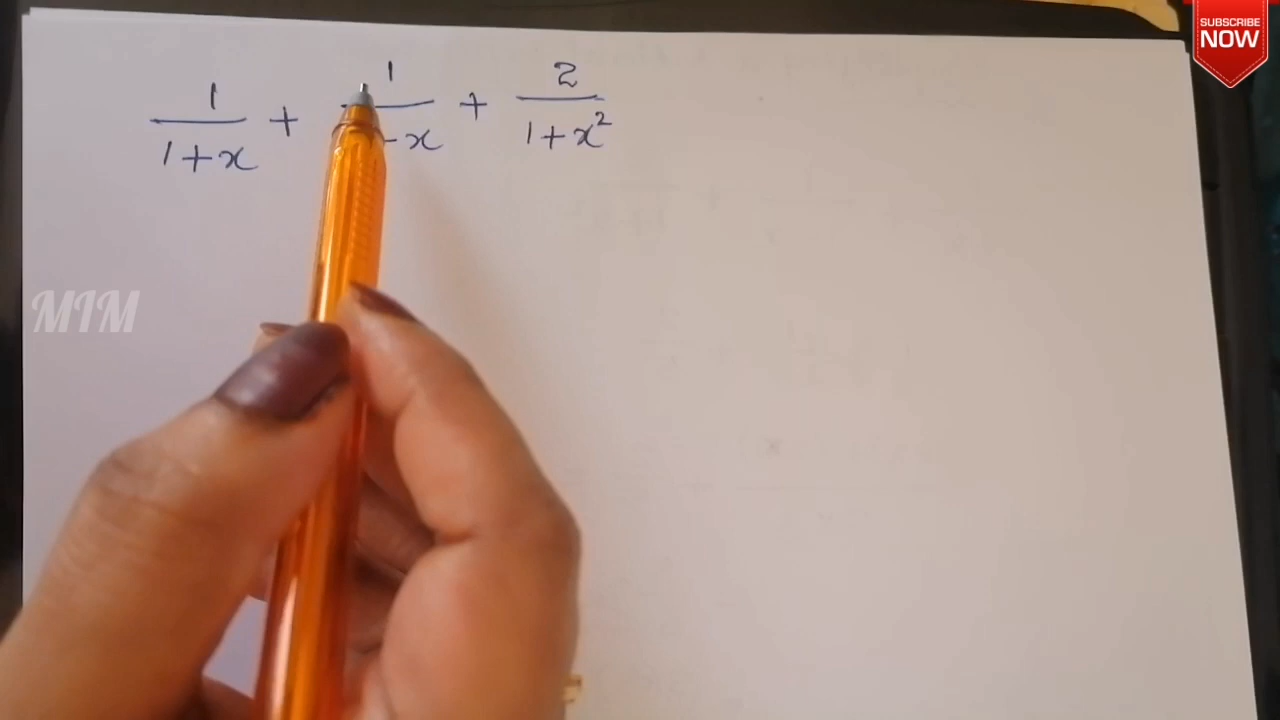 1/(1+x) + 1/( -x) + 2/(1+x²)
MIM
SUBSCRIBE
NOW